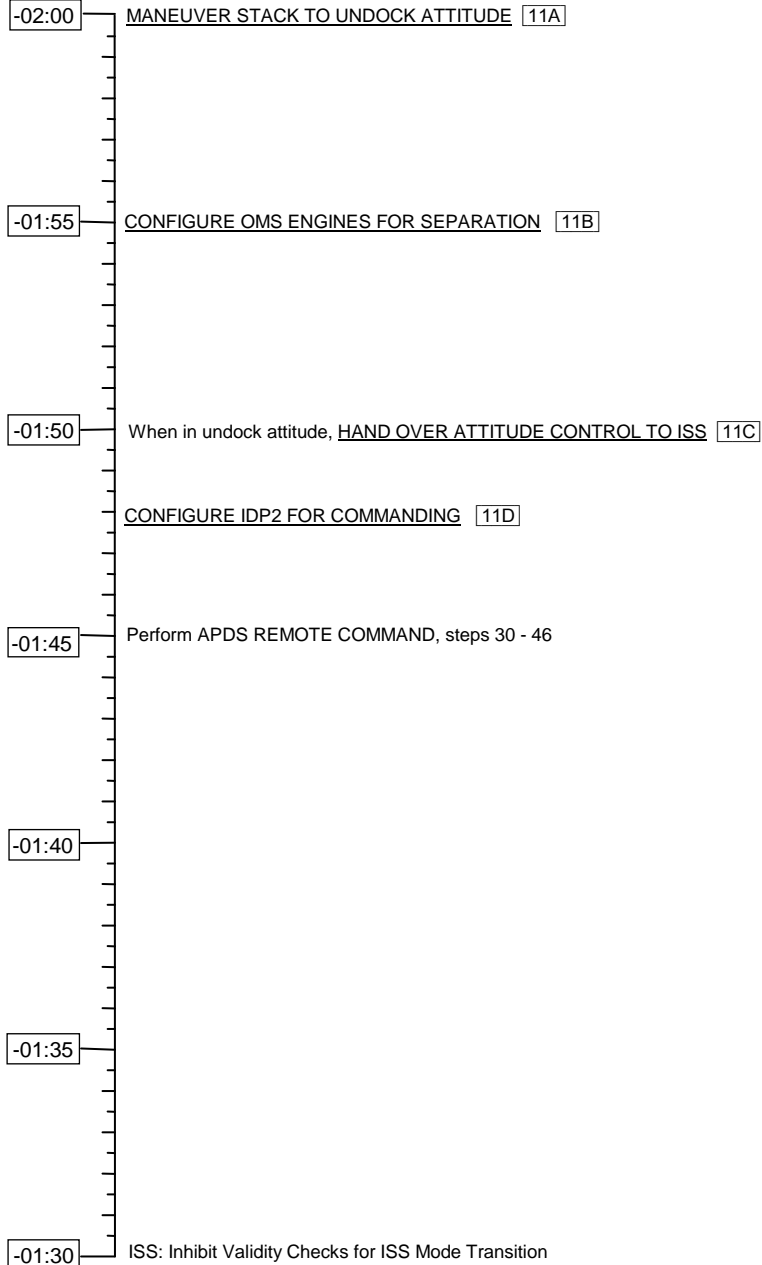 -02:00 MANEUVER STACK TO UNDOCK ATTITUDE 11A
-01:55 CONFIGURE OMS ENGINES FOR SEPARATION 11B
-01:50 When in undock attitude, HAND OVER ATTITUDE CONTROL TO ISS 11C
CONFIGURE IDP2 FOR COMMANDING 11D
-01:45 Perform APDS REMOTE COMMAND, steps 30 - 46
-01:40
-01:35
-01:30 ISS: Inhibit Validity Checks for ISS Mode Transition